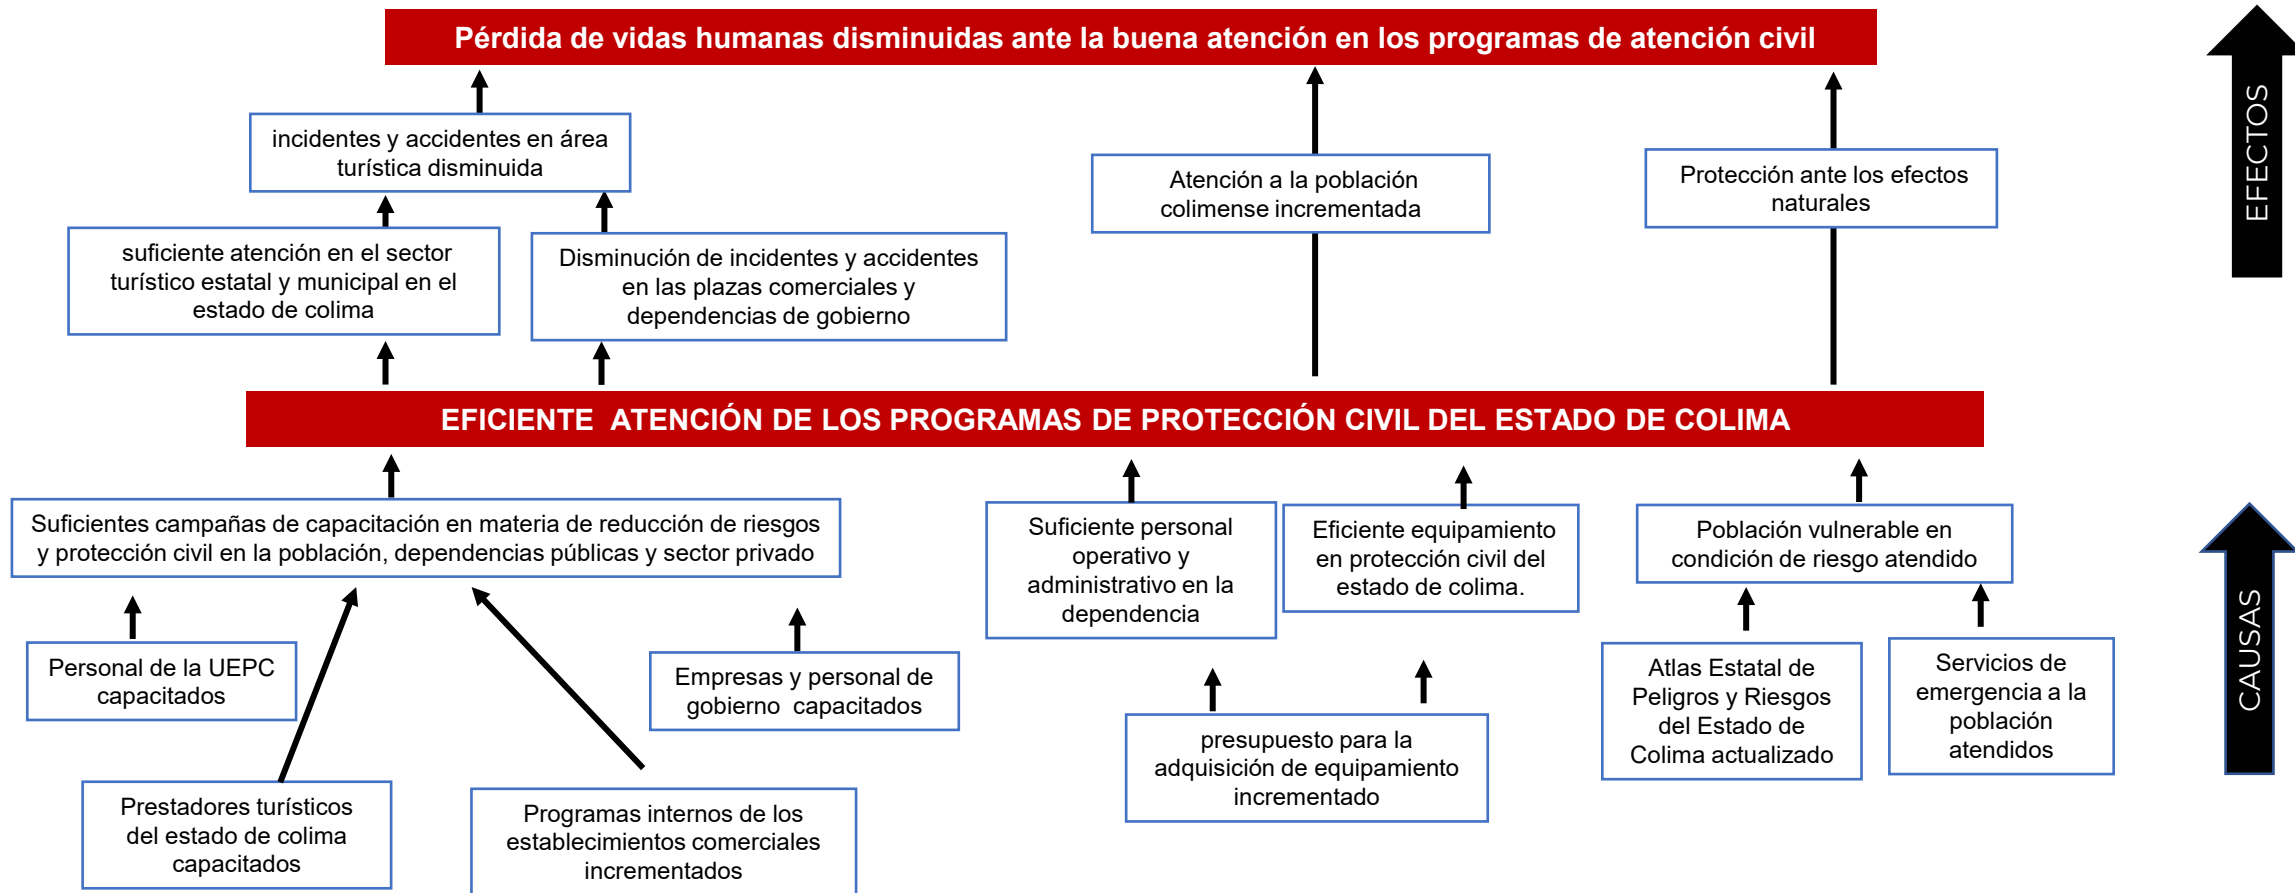 Pérdida de vidas humanas disminuidas ante la buena atención en los programas de atención civil
EFECTOS
incidentes y accidentes en área
turística disminuida
Atención a la población
colimense incrementada
Protección ante los efectos
naturales
suficiente atención en el sector
turístico estatal y municipal en el
estado de colima
Disminución de incidentes y accidentes
en las plazas comerciales y
dependencias de gobierno
EFICIENTE ATENCIÓN DE LOS PROGRAMAS DE PROTECCIÓN CIVIL DEL ESTADO DE COLIMA
Suficientes campañas de capacitación en materia de reducción de riesgos
y protección civil en la población, dependencias públicas y sector privado
Suficiente personal
operativo y
administrativo en la
dependencia
Eficiente equipamiento
en protección civil del
estado de colima.
Población vulnerable en
condición de riesgo atendido
CAUSAS
Personal de la UEPC
capacitados
Empresas y personal de
gobierno capacitados
Atlas Estatal de
Peligros y Riesgos
del Estado de
Colima actualizado
Servicios de
emergencia a la
población
atendidos
presupuesto para la
adquisición de equipamiento
incrementado
Prestadores turísticos
del estado de colima
capacitados
Programas internos de los
establecimientos comerciales
incrementados